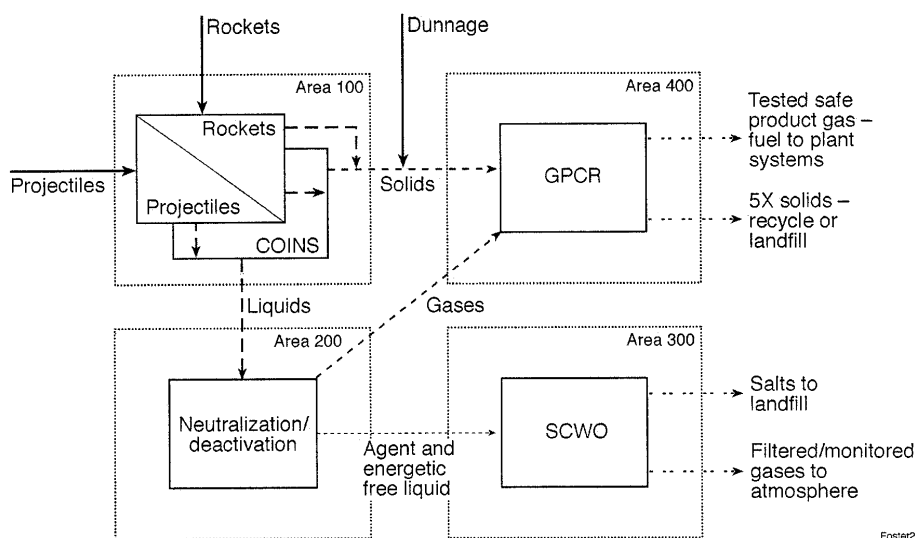 Rockets
Dunnage
Area 100
Area 400
Rockets
Projectiles
Projectiles
COINS
Solids
GPCR
Tested safe
product gas –
fuel to plant
systems
5X solids –
recycle or
landfill
Liquids
Gases
Area 200
Area 300
Neutralization/
deactivation
Agent and
energetic
free liquid
SCWO
Salts to
landfill
Filtered/monitored
gases to
atmosphere
Foster2